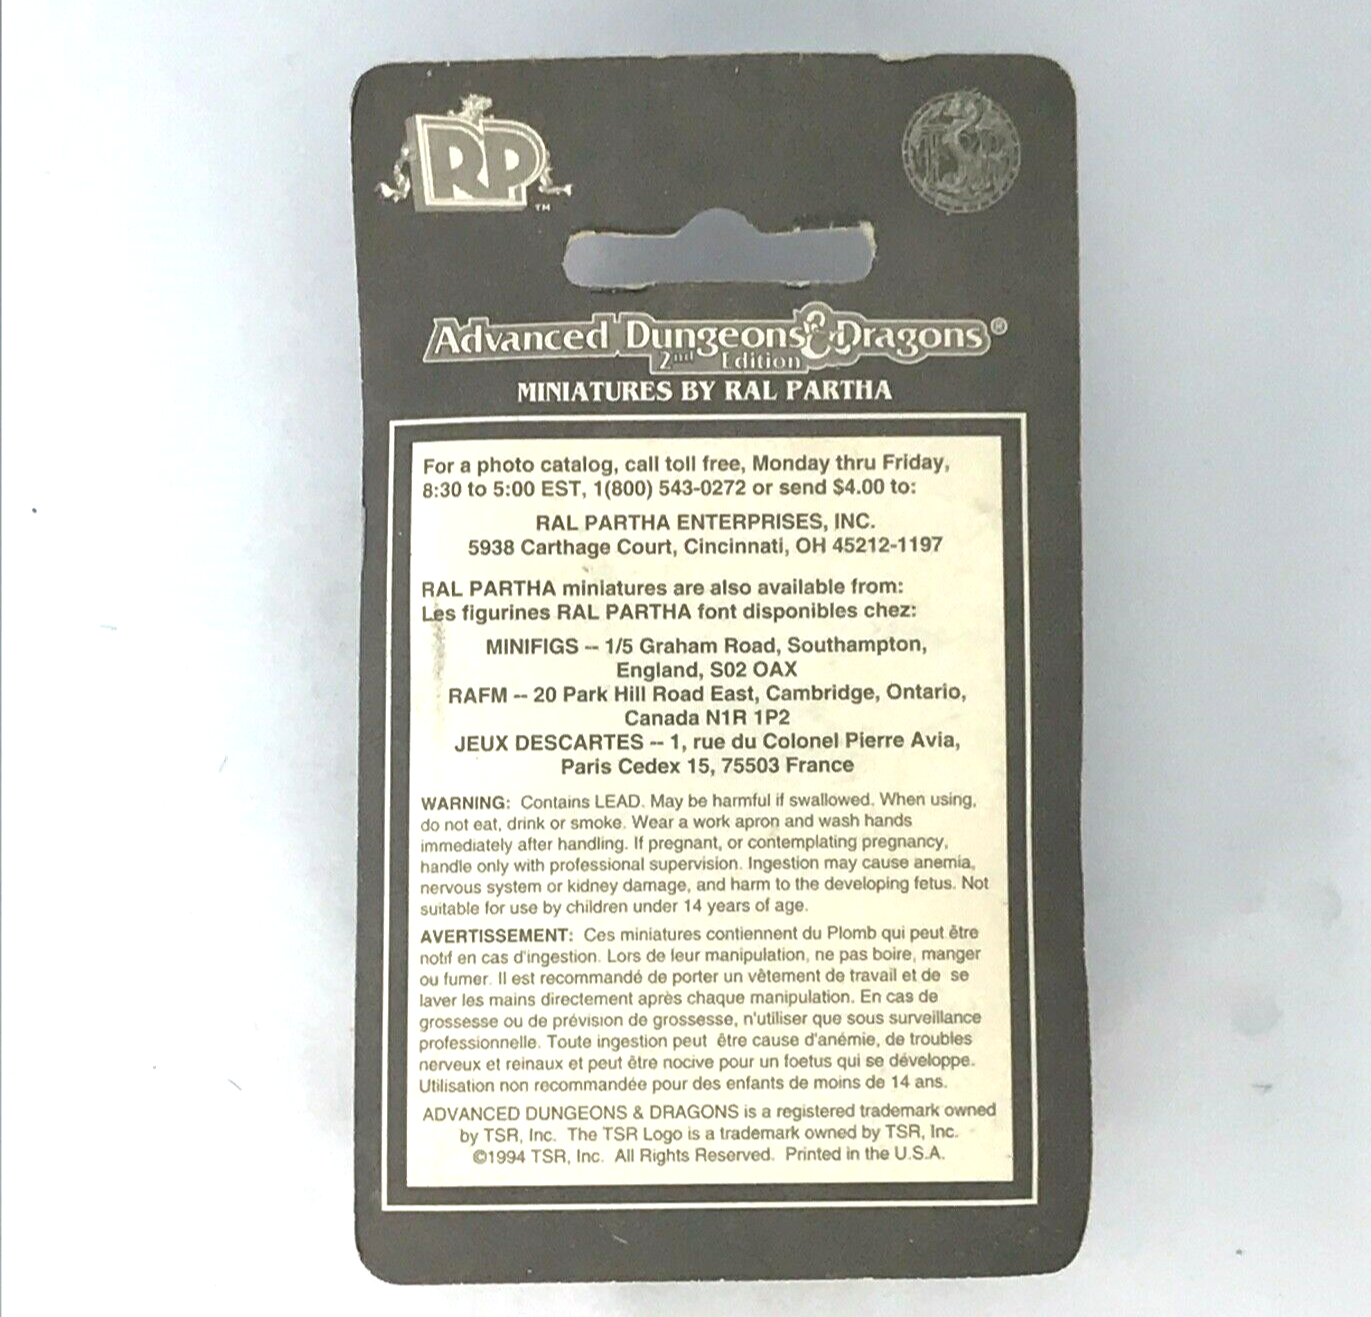 RP
™
TSR
Advanced Dungeons & Dragons®
2nd Edition
MINIATURES BY RAL PARTHA
For a photo catalog, call toll free, Monday thru Friday,
8:30 to 5:00 EST, 1(800) 543-0272 or send $4.00 to:
RAL PARTHA ENTERPRISES, INC.
5938 Carthage Court, Cincinnati, OH 45212-1197
RAL PARTHA miniatures are also available from:
Les figurines RAL PARTHA font disponibles chez:
MINIFIGS -- 1/5 Graham Road, Southampton,
England, S02 OAX
RAFM -- 20 Park Hill Road East, Cambridge, Ontario,
Canada N1R 1P2
JEUX DESCARTES -- 1, rue du Colonel Pierre Avia,
Paris Cedex 15, 75503 France
WARNING: Contains LEAD. May be harmful if swallowed. When using,
do not eat, drink or smoke. Wear a work apron and wash hands
immediately after handling. If pregnant, or contemplating pregnancy,
handle only with professional supervision. Ingestion may cause anemia,
nervous system or kidney damage, and harm to the developing fetus. Not
suitable for use by children under 14 years of age.
AVERTISSEMENT: Ces miniatures contiennent du Plomb qui peut être
notif en cas d'ingestion. Lors de leur manipulation, ne pas boire, manger
ou fumer. Il est recommandé de porter un vêtement de travail et de se
laver les mains directement après chaque manipulation. En cas de
grossesse ou de prévision de grossesse, n'utiliser que sous surveillance
professionnelle. Toute ingestion peut être cause d'anémie, de troubles
nerveux et reinaux et peut être nocive pour un foetus qui se développe.
Utilisation non recommandée pour des enfants de moins de 14 ans.
ADVANCED DUNGEONS & DRAGONS is a registered trademark owned
by TSR, Inc. The TSR Logo is a trademark owned by TSR, Inc.
©1994 TSR, Inc. All Rights Reserved. Printed in the U.S.A.